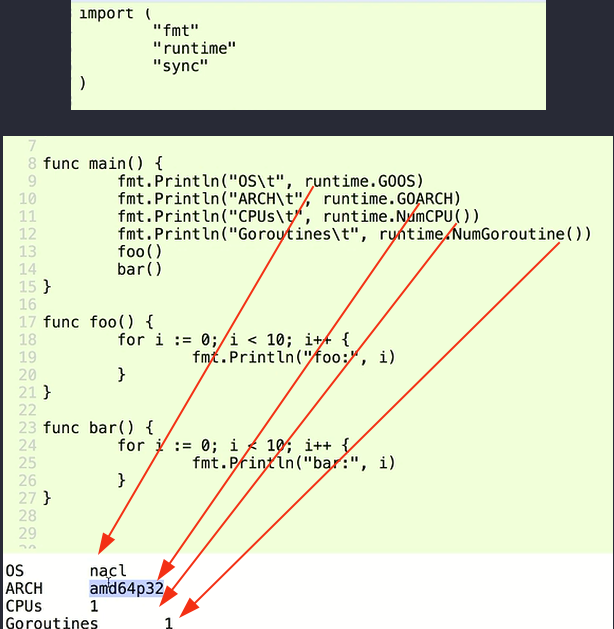 import (
"fmt"
"runtime"
"sync"
)
7
8 func main() {
9 fmt.Println("OS\t", runtime.GOOS)
10 fmt.Println("ARCH\t", runtime.GOARCH)
11 fmt.Println("CPUs\t", runtime.NumCPU())
12 fmt.Println("Goroutines\t", runtime.NumGoroutine())
13 foo()
14 bar()
15 }
16
17 func foo() {
18 for i := 0; i < 10; i++ {
19 fmt.Println("foo:", i)
20 }
21 }
22
23 func bar() {
24 for i := 0; i < 10; i++ {
25 fmt.Println("bar:", i)
26 }
27 }
28
29
OS nacl
ARCH amd64p32
CPUs 1
Goroutines 1